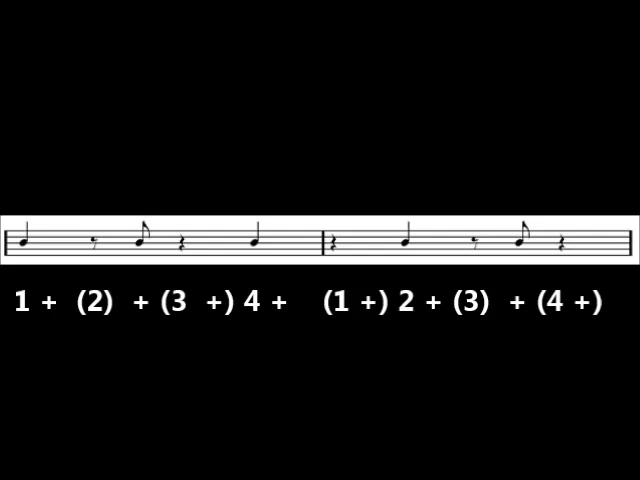 1 + (2) + (3 +) 4 + (1 +) 2 + (3) + (4 +)